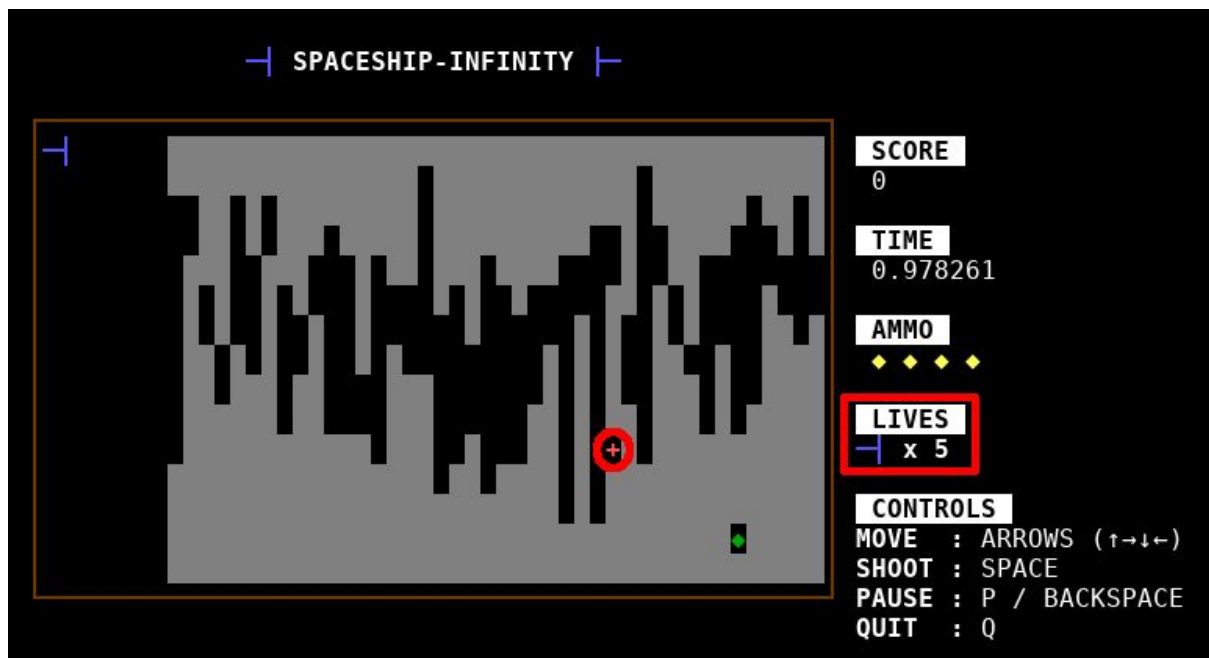 SPACESHIP-INFINITY
SCORE
0
TIME
0.978261
AMMO
LIVES
x 5
CONTROLS
MOVE : ARROWS (↑→↓←)
SHOOT : SPACE
PAUSE : P / BACKSPACE
QUIT : Q